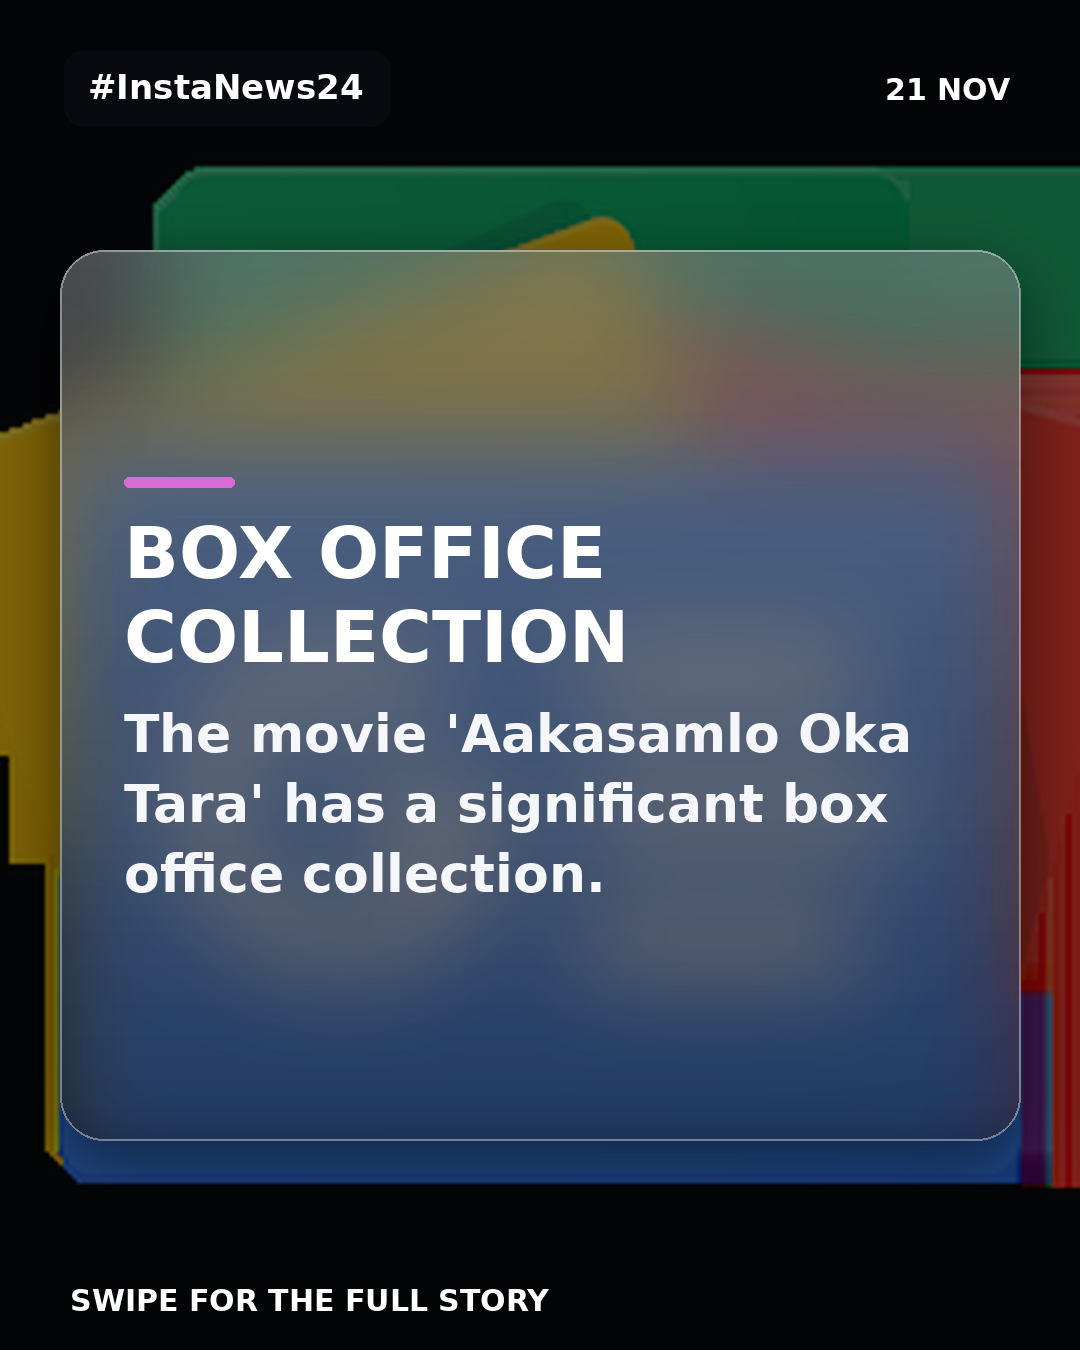 #InstaNews24
21 NOV
BOX OFFICE
COLLECTION
The movie 'Aakasamlo Oka
Tara' has a significant box
office collection.
SWIPE FOR THE FULL STORY